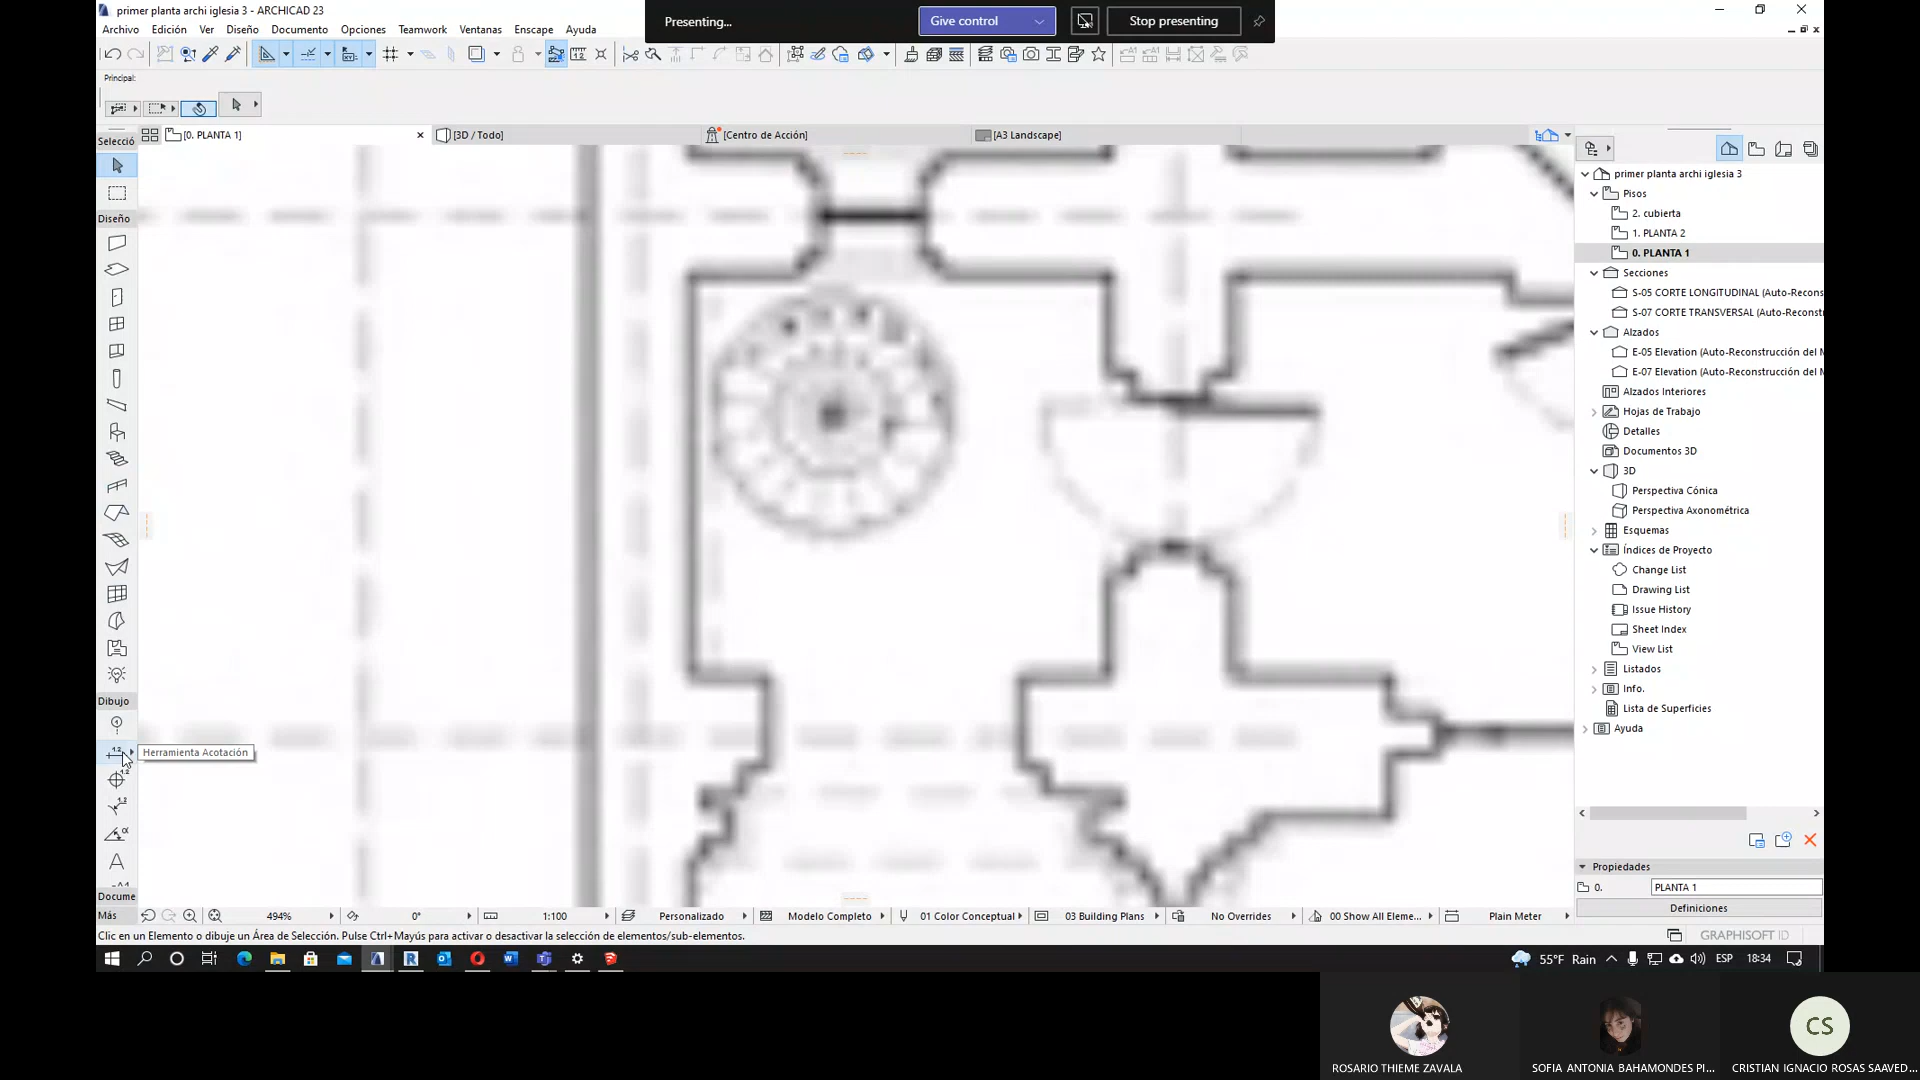 primer planta archi iglesia 3 - ARCHICAD 23
Presenting...
Give control
Stop presenting
Archivo Edición Ver Diseño Documento Opciones Teamwork Ventanas Enscape Ayuda
Principal:
Selecció
[0. PLANTA 1]
[3D / Todo]
[Centro de Acción]
[A3 Landscape]
primer planta archi iglesia 3
Pisos
2. cubierta
1. PLANTA 2
0. PLANTA 1
Secciones
S-05 CORTE LONGITUDINAL (Auto-Recons
S-07 CORTE TRANSVERSAL (Auto-Reconst
Alzados
E-05 Elevation (Auto-Reconstrucción del M
E-07 Elevation (Auto-Reconstrucción del M
Alzados Interiores
Hojas de Trabajo
Detalles
Documentos 3D
3D
Perspectiva Cónica
Perspectiva Axonométrica
Esquemas
Índices de Proyecto
Change List
Drawing List
Issue History
Sheet Index
View List
Listados
Info.
Lista de Superficies
Ayuda
Diseño
Dibujo
Herramienta Acotación
Docume
Más
Propiedades
0. PLANTA 1
Definiciones
494% 0° 1:100 Personalizado Modelo Completo 01 Color Conceptual 03 Building Plans No Overrides 00 Show All Eleme... Plain Meter
Clic en un Elemento o dibuje un Área de Selección. Pulse Ctrl+Mayús para activar o desactivar la selección de elementos/sub-elementos.
GRAPHISOFT ID
55°F Rain ESP 18:34
CS
ROSARIO THIEME ZAVALA
SOFIA ANTONIA BAHAMONDES PI...
CRISTIAN IGNACIO ROSAS SAAVED...